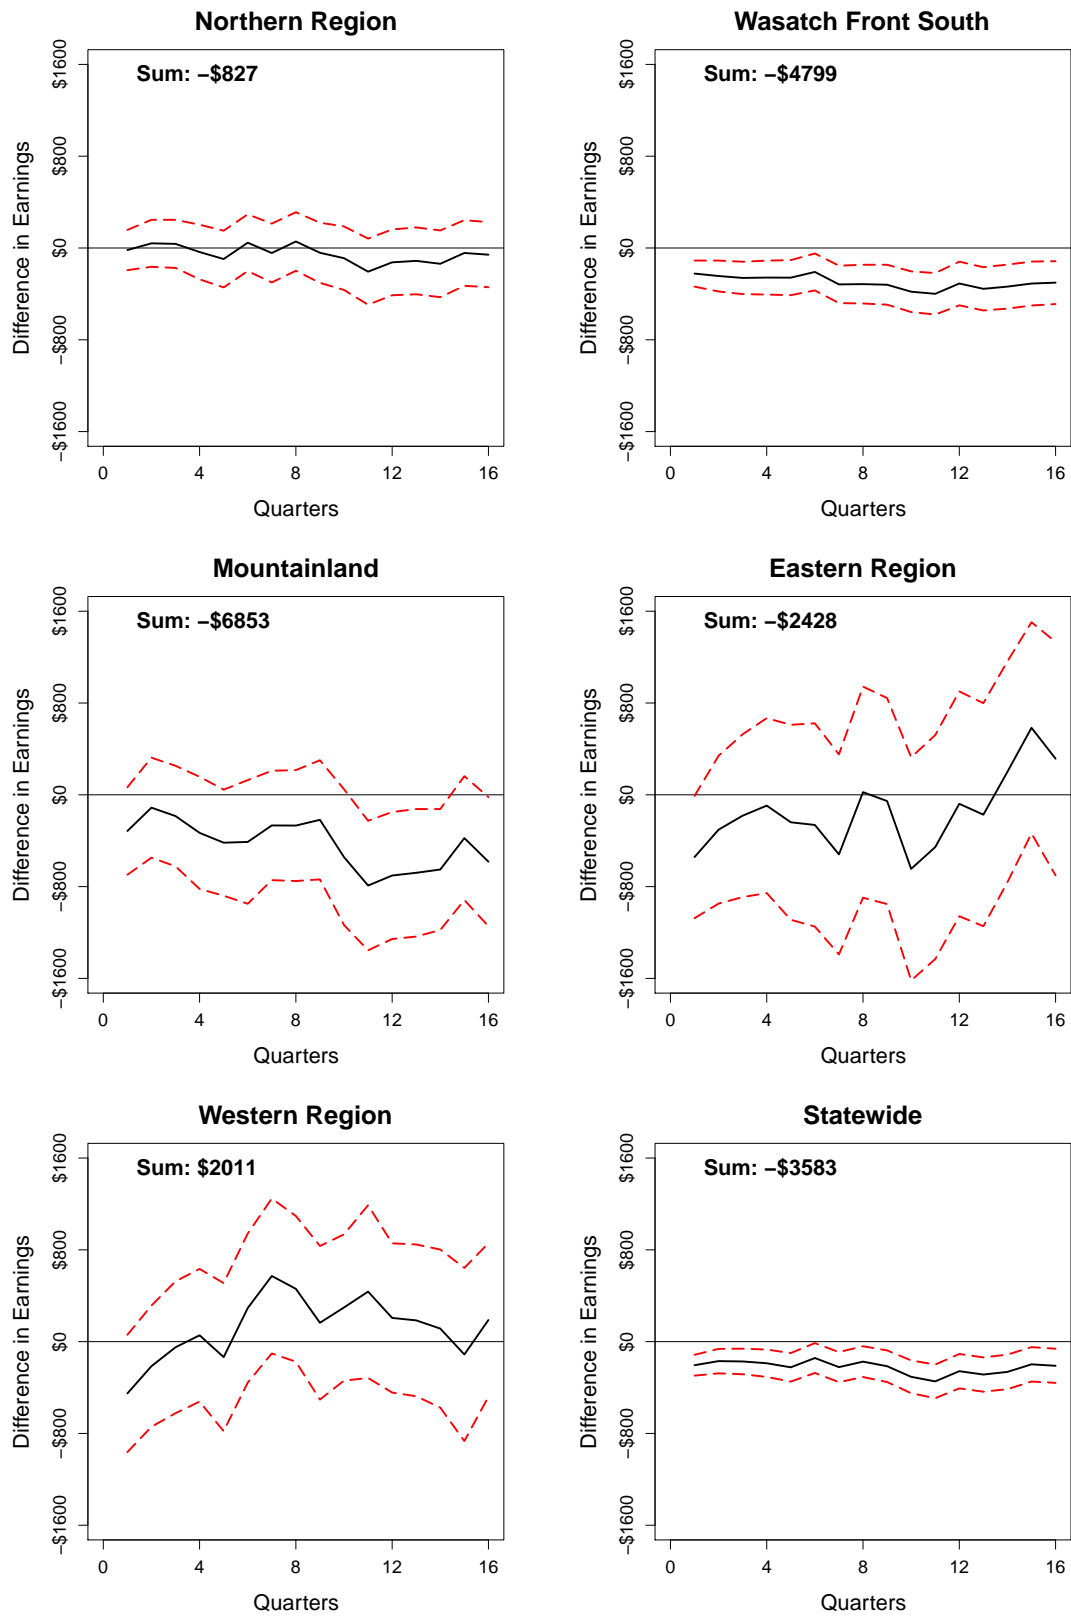 Northern Region
Sum: –$827
Difference in Earnings
$1600
$800
$0
–$800
–$1600
0 4 8 12 16
Quarters
Wasatch Front South
Sum: –$4799
Difference in Earnings
$1600
$800
$0
–$800
–$1600
0 4 8 12 16
Quarters
Mountainland
Sum: –$6853
Difference in Earnings
$1600
$800
$0
–$800
–$1600
0 4 8 12 16
Quarters
Eastern Region
Sum: –$2428
Difference in Earnings
$1600
$800
$0
–$800
–$1600
0 4 8 12 16
Quarters
Western Region
Sum: $2011
Difference in Earnings
$1600
$800
$0
–$800
–$1600
0 4 8 12 16
Quarters
Statewide
Sum: –$3583
Difference in Earnings
$1600
$800
$0
–$800
–$1600
0 4 8 12 16
Quarters